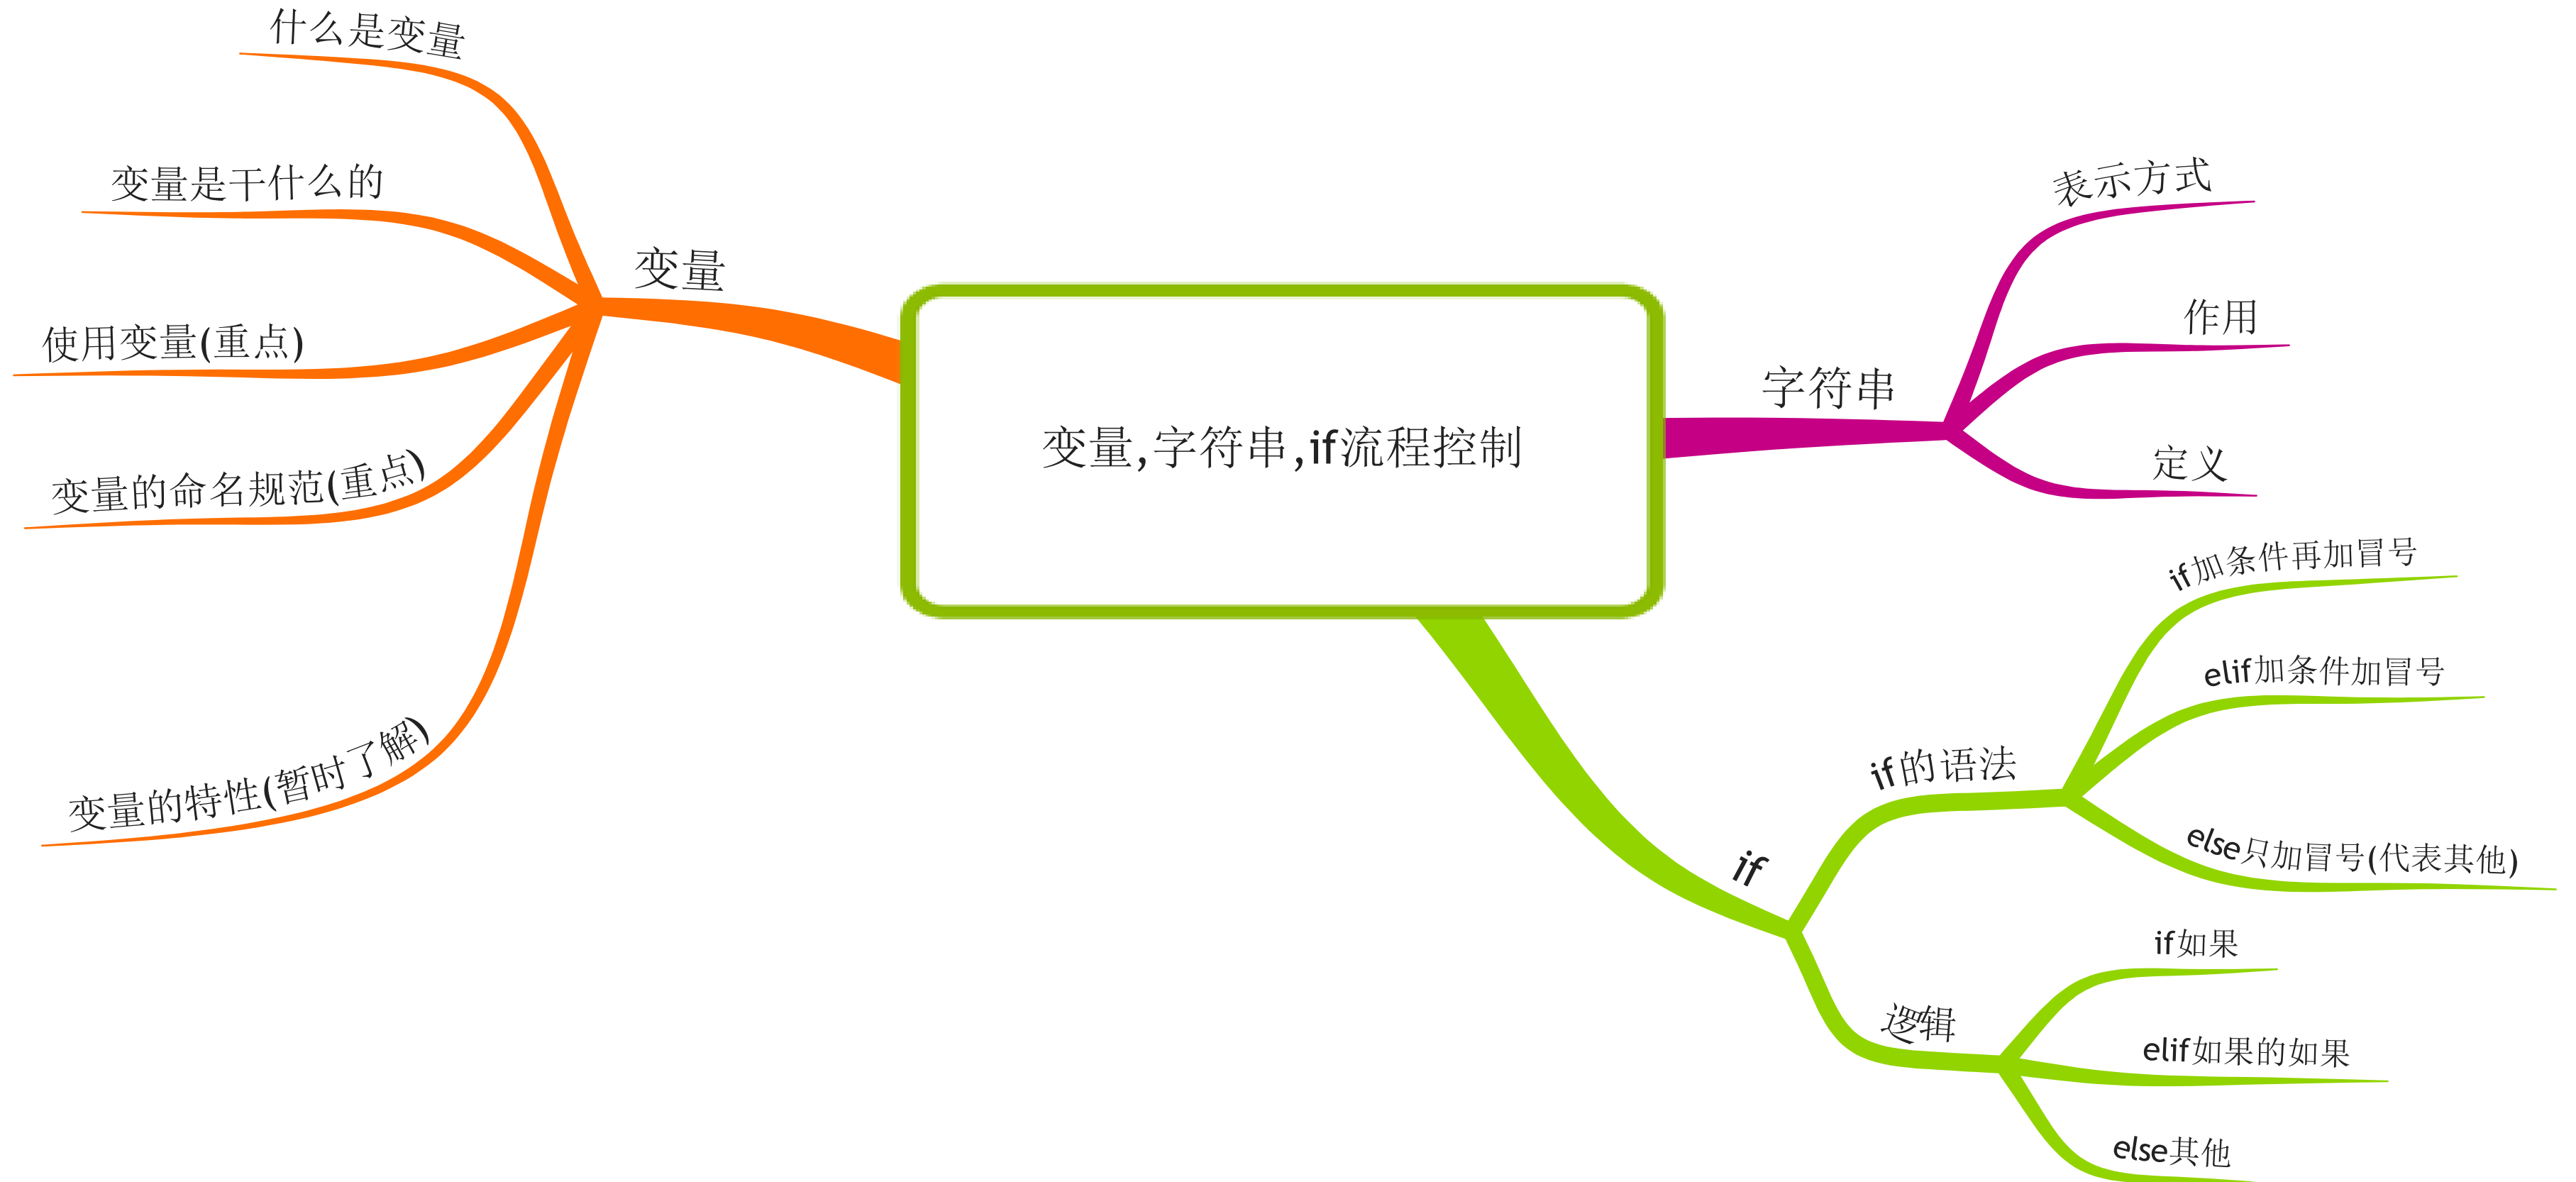 变量,字符串,if流程控制
变量
什么是变量
变量是干什么的
使用变量(重点)
变量的命名规范(重点)
变量的特性(暂时了解)
字符串
表示方式
作用
定义
if
if的语法
if加条件再加冒号
elif加条件加冒号
else只加冒号(代表其他)
逻辑
if如果
elif如果的如果
else其他